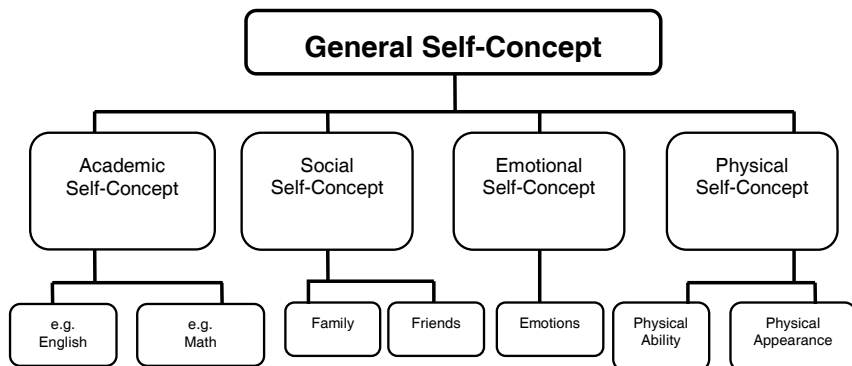 General Self-Concept
Academic
Self-Concept
Social
Self-Concept
Emotional
Self-Concept
Physical
Self-Concept
e.g.
English
e.g.
Math
Family
Friends
Emotions
Physical
Ability
Physical
Appearance